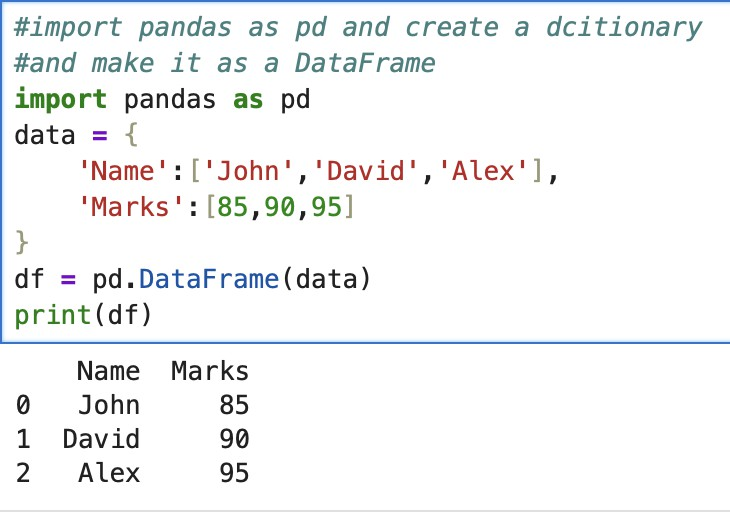 #import pandas as pd and create a dcitionary
#and make it as a DataFrame
import pandas as pd
data = {
    'Name':['John','David','Alex'],
    'Marks':[85,90,95]
}
df = pd.DataFrame(data)
print(df)
    Name  Marks
0   John     85
1  David     90
2   Alex     95